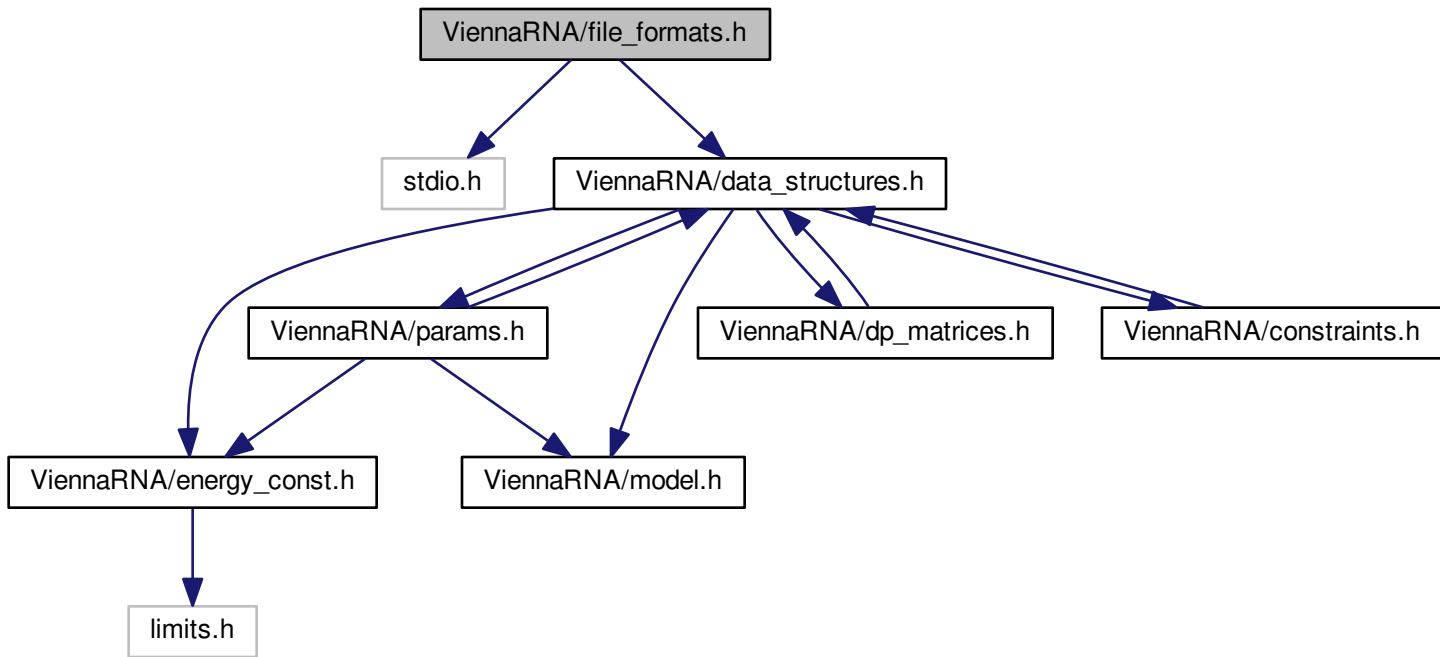 ViennaRNA/file_formats.h
stdio.h
ViennaRNA/data_structures.h
ViennaRNA/params.h
ViennaRNA/dp_matrices.h
ViennaRNA/constraints.h
ViennaRNA/energy_const.h
ViennaRNA/model.h
limits.h